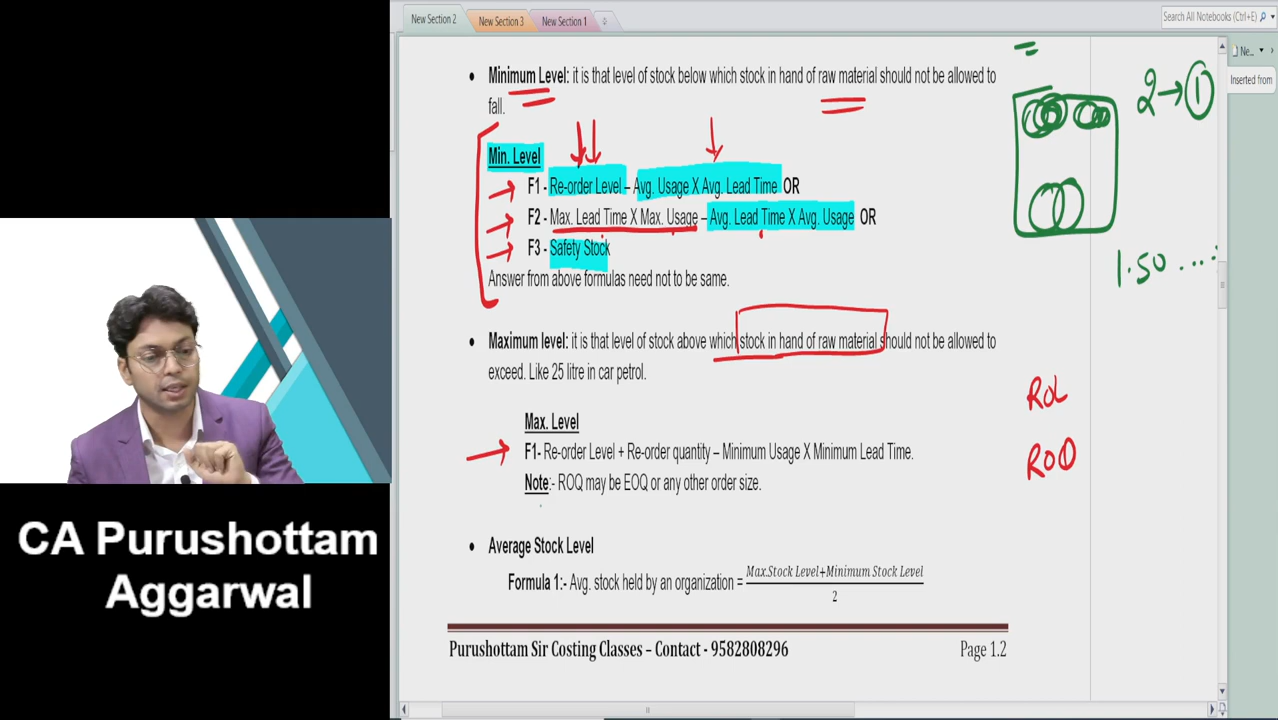 New Section 2
New Section 3
New Section 1
Search All Notebooks (Ctrl+E)
Ne...
Inserted from
• Minimum Level: it is that level of stock below which stock in hand of raw material should not be allowed to
fall.
Min. Level
F1 - Re-order Level – Avg. Usage X Avg. Lead Time OR
F2 - Max. Lead Time X Max. Usage – Avg. Lead Time X Avg. Usage OR
F3 - Safety Stock
Answer from above formulas need not to be same.
• Maximum level: it is that level of stock above which stock in hand of raw material should not be allowed to
exceed. Like 25 litre in car petrol.
Max. Level
F1- Re-order Level + Re-order quantity – Minimum Usage X Minimum Lead Time.
Note:- ROQ may be EOQ or any other order size.
• Average Stock Level
Formula 1:- Avg. stock held by an organization = Max.Stock Level+Minimum Stock Level
2
Purushottam Sir Costing Classes – Contact - 9582808296
Page 1.2
2 → 1
1.50 ....
ROL
ROQ
CA Purushottam
Aggarwal